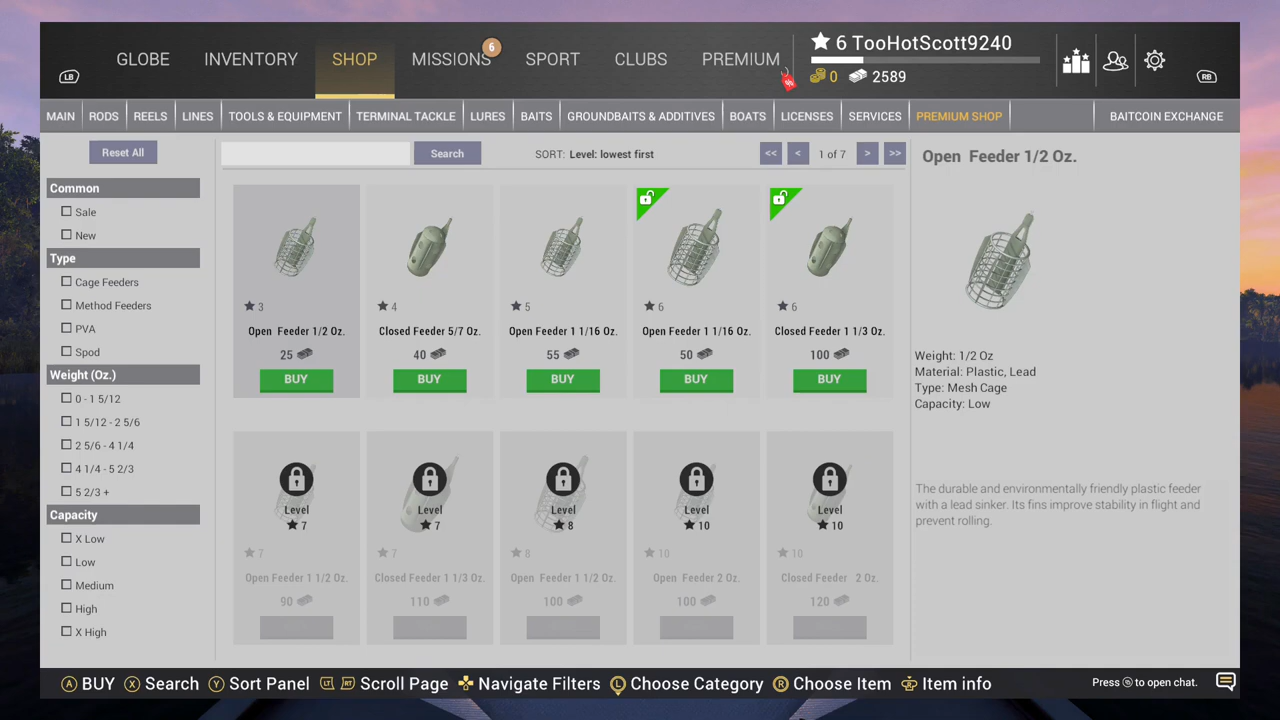 LB
GLOBE INVENTORY SHOP MISSIONS 6 SPORT CLUBS PREMIUM
6 TooHotScott9240
0 2589
RB
MAIN RODS REELS LINES TOOLS & EQUIPMENT TERMINAL TACKLE LURES BAITS GROUNDBAITS & ADDITIVES BOATS LICENSES SERVICES PREMIUM SHOP BAITCOIN EXCHANGE
Reset All
Common
Sale
New
Type
Cage Feeders
Method Feeders
PVA
Spod
Weight (Oz.)
0 - 1 5/12
1 5/12 - 2 5/6
2 5/6 - 4 1/4
4 1/4 - 5 2/3
5 2/3 +
Capacity
X Low
Low
Medium
High
X High
Search SORT: Level: lowest first << < 1 of 7 > >>
3 4 5 6 6
Open Feeder 1/2 Oz. Closed Feeder 5/7 Oz. Open Feeder 1 1/16 Oz. Open Feeder 1 1/16 Oz. Closed Feeder 1 1/3 Oz.
25 40 55 50 100
BUY BUY BUY BUY BUY
Level Level Level Level Level
7 7 8 10 10
7 7 8 10 10
Open Feeder 1 1/2 Oz. Closed Feeder 1 1/3 Oz. Open Feeder 1 1/2 Oz. Open Feeder 2 Oz. Closed Feeder 2 Oz.
90 110 100 100 120
Open Feeder 1/2 Oz.
Weight: 1/2 Oz
Material: Plastic, Lead
Type: Mesh Cage
Capacity: Low
The durable and environmentally friendly plastic feeder
with a lead sinker. Its fins improve stability in flight and
prevent rolling.
A BUY X Search Y Sort Panel LT RT Scroll Page Navigate Filters L Choose Category R Choose Item Item info
Press to open chat.